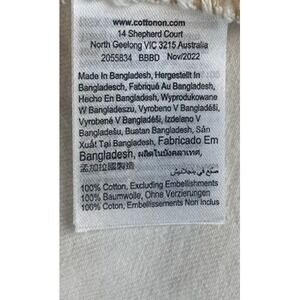 www.cottonon.com
14 Shepherd Court
North Geelong VIC 3215 Australia
2055834 BBBD Nov/2022
Made In Bangladesh, Hergestellt In
Bangladesch, Fabriqué Au Bangladesh,
Hecho En Bangladesh, Wyprodukowane
W Bangladeszu, Vyrobeno V Bangladéši,
Vyrobené V Bangladéši, Izdelano V
Bangladešu, Buatan Bangladesh, Sản
Xuất Tại Bangladesh, Fabricado Em
Bangladesh, ผลิตในบังคลาเทศ,
孟加拉國製造
صنع في بنجلاديش
100% Cotton, Excluding Embellishments
100% Baumwolle, Ohne Verzierungen
100% Coton, Embellissements Non Inclus